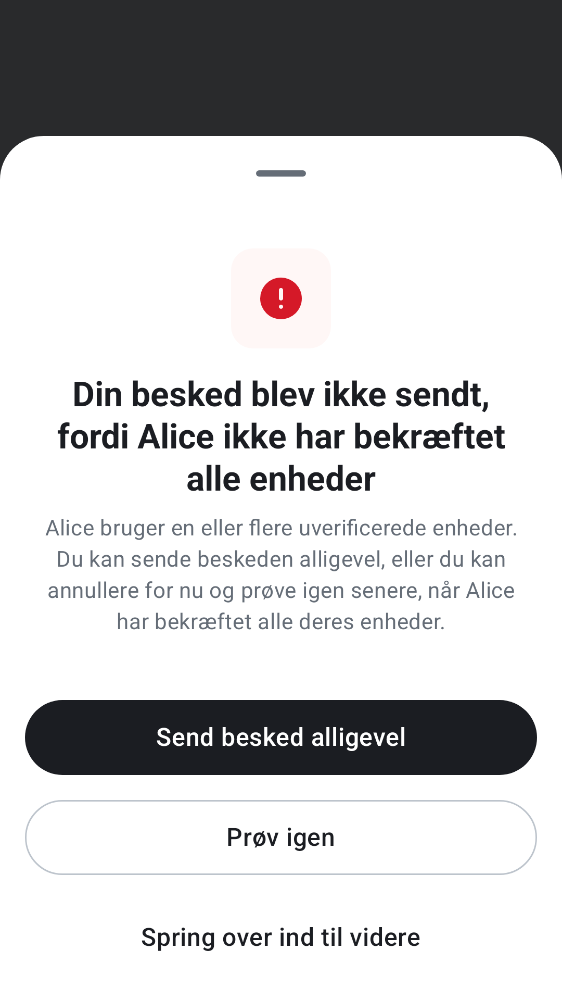 Din besked blev ikke sendt,
fordi Alice ikke har bekræftet
alle enheder
Alice bruger en eller flere uverificerede enheder.
Du kan sende beskeden alligevel, eller du kan
annullere for nu og prøve igen senere, når Alice
har bekræftet alle deres enheder.
Send besked alligevel
Prøv igen
Spring over ind til videre